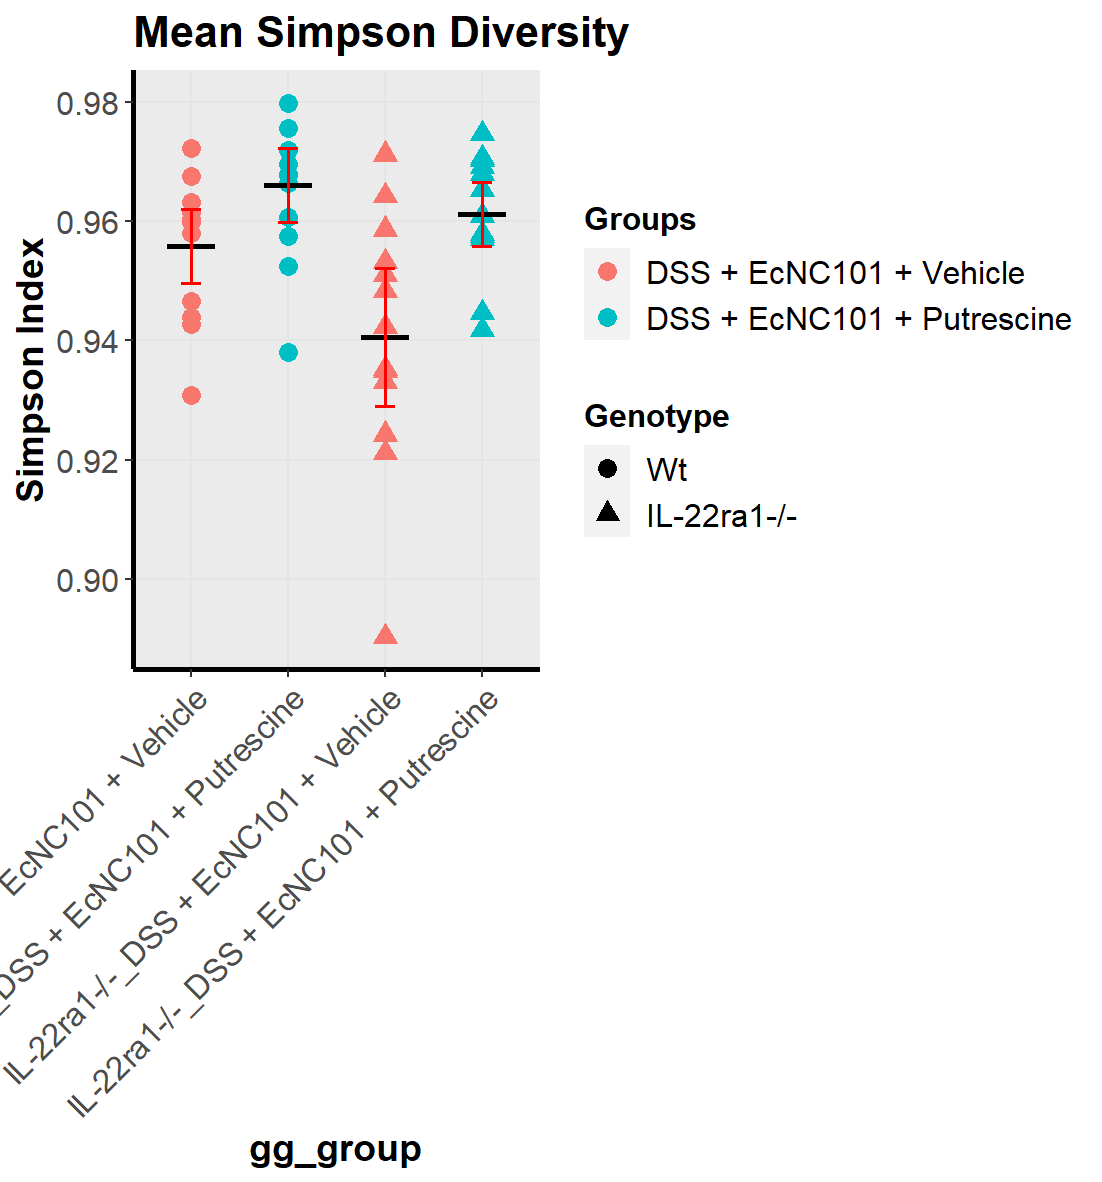 Mean Simpson Diversity
Simpson Index
0.98
0.96
0.94
0.92
0.90
EcNC101 + Vehicle
_DSS + EcNC101 + Putrescine
IL-22ra1-/-_DSS + EcNC101 + Vehicle
IL-22ra1-/-_DSS + EcNC101 + Putrescine
gg_group
Groups
DSS + EcNC101 + Vehicle
DSS + EcNC101 + Putrescine
Genotype
Wt
IL-22ra1-/-